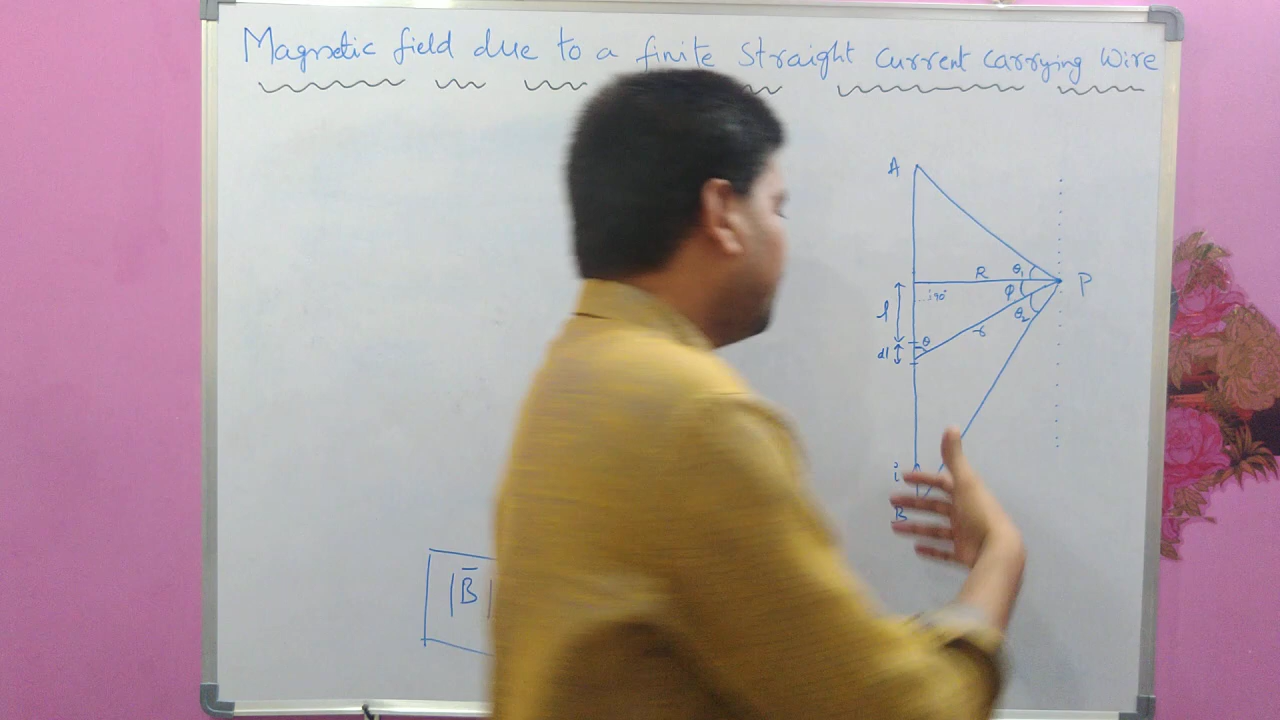 Magnetic field due to a finite straight current carrying wire
A
R θ₁ P
90° φ
l θ₂
θ r
dl
i
B
|B̄|